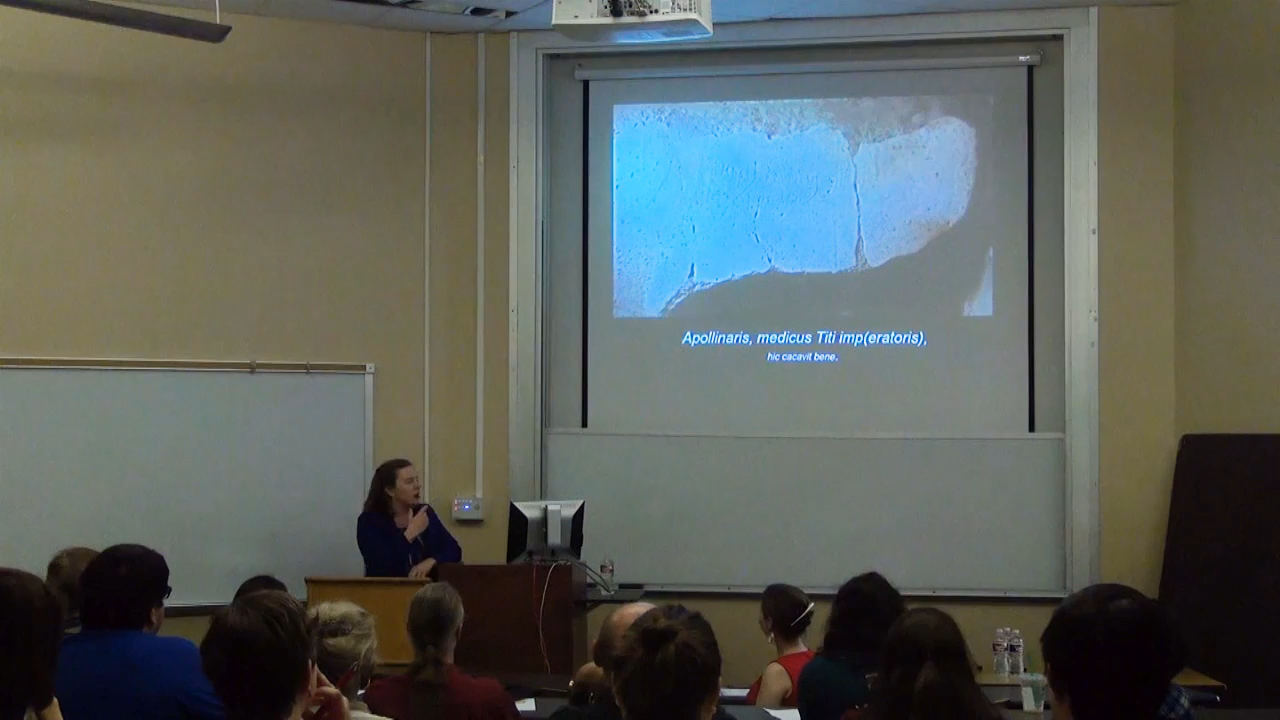 Apollinaris, medicus Titi imp(eratoris),
hic cacavit bene.